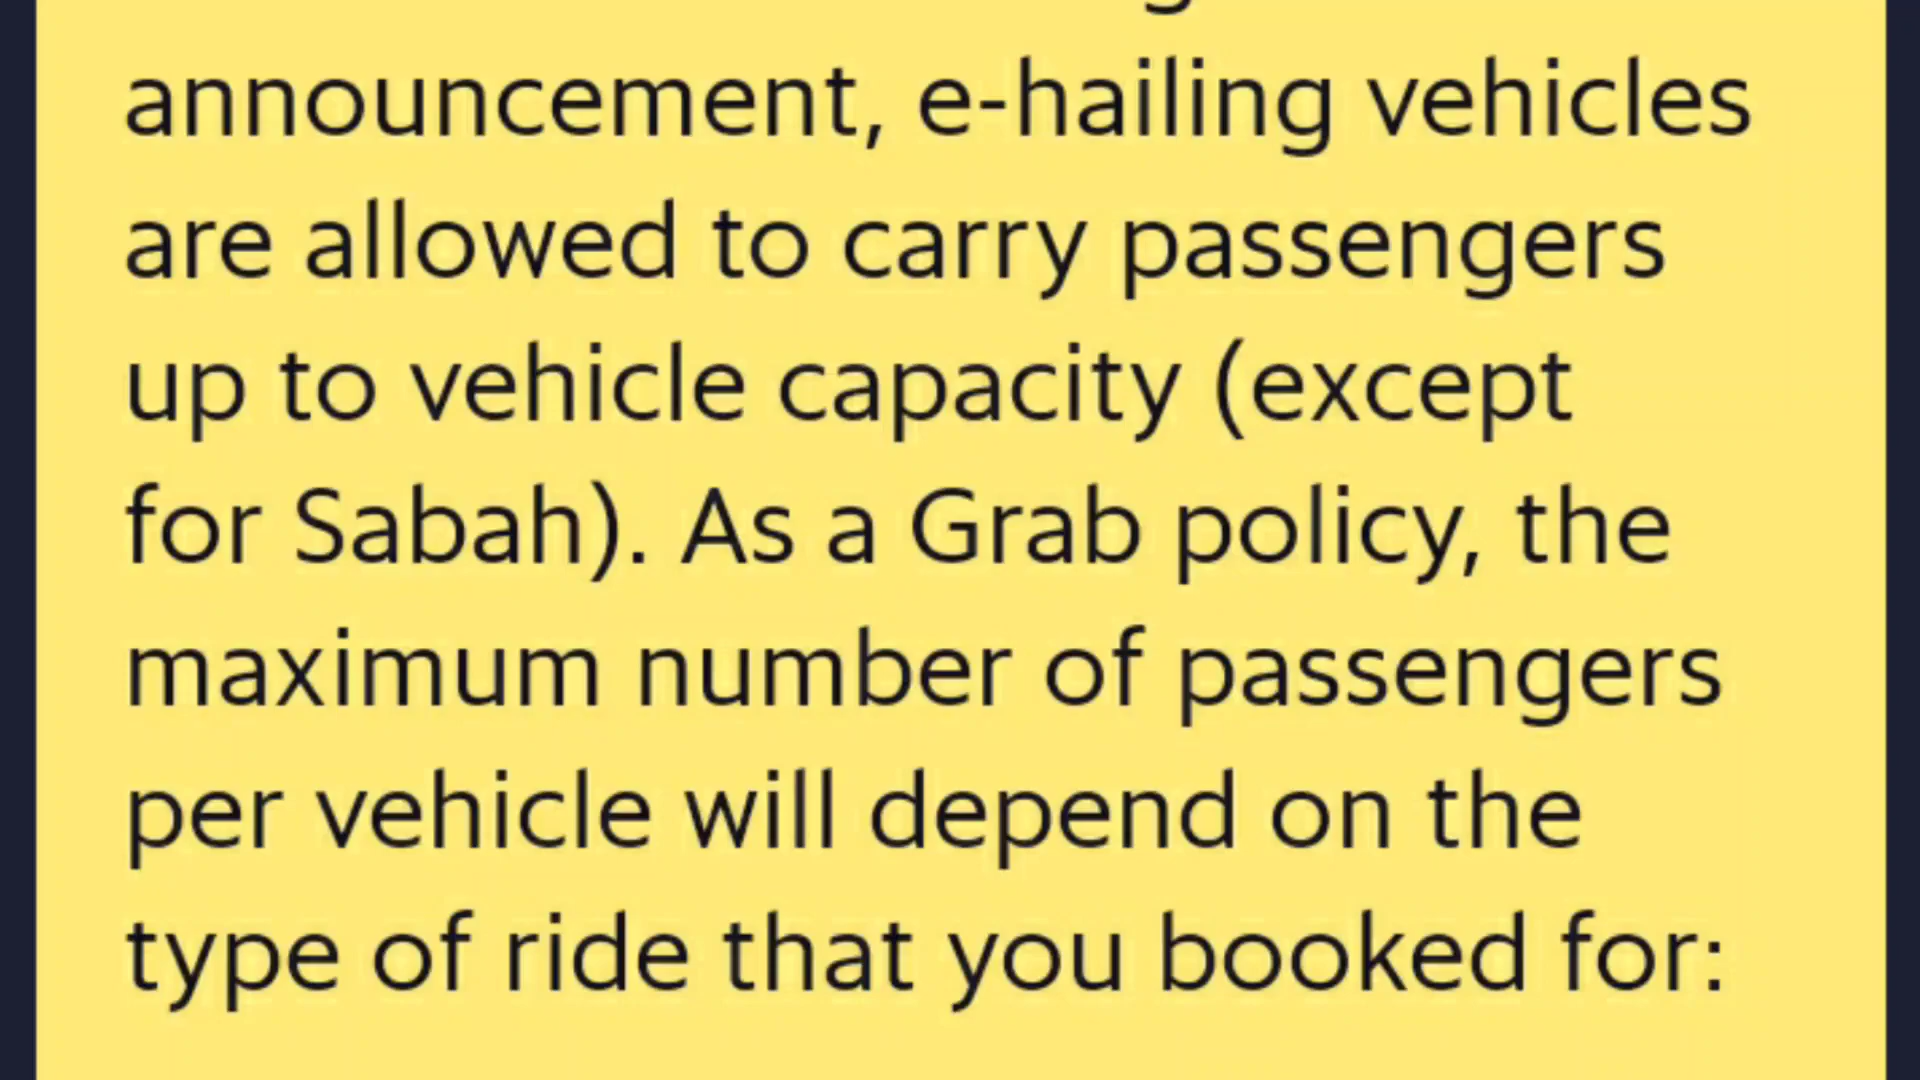 announcement, e-hailing vehicles
are allowed to carry passengers
up to vehicle capacity (except
for Sabah). As a Grab policy, the
maximum number of passengers
per vehicle will depend on the
type of ride that you booked for: